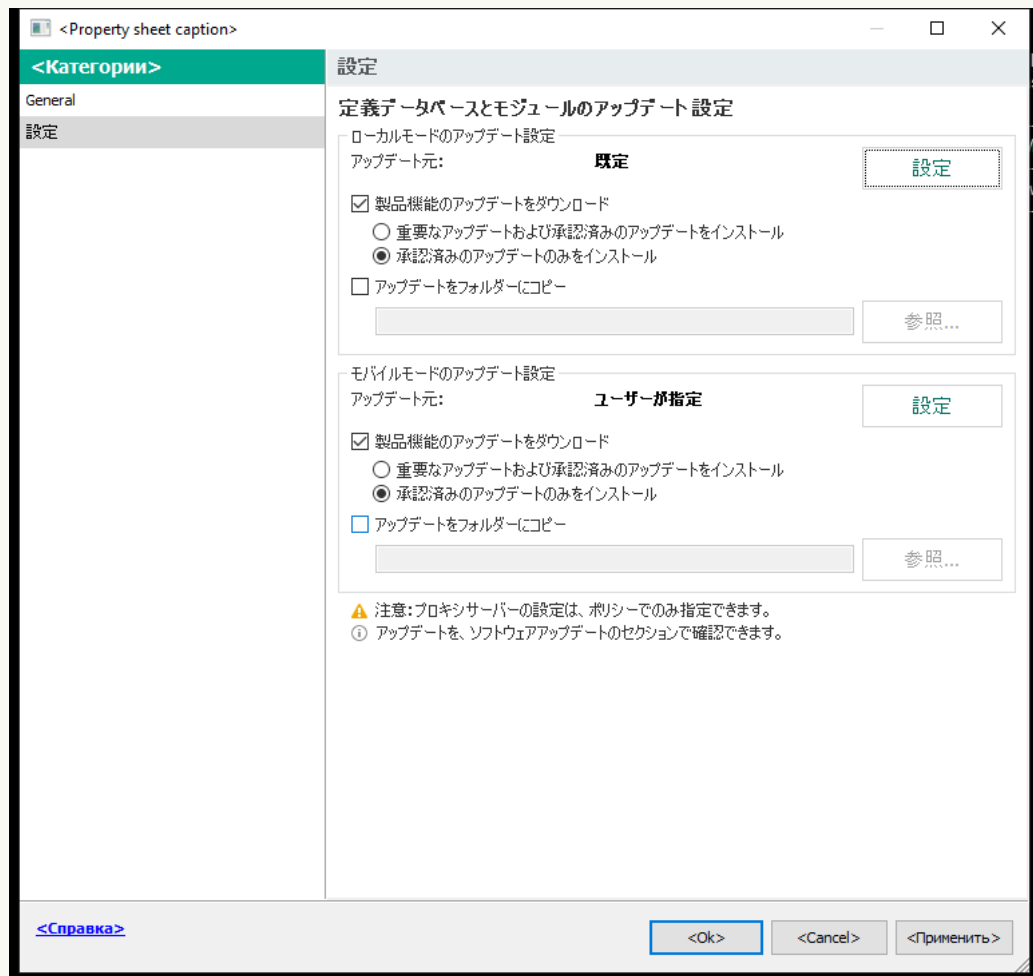 <Property sheet caption>
<Категории>
General
設定
設定
定義データベースとモジュールのアップデート設定
ローカルモードのアップデート設定
アップデート元: 既定 設定
製品機能のアップデートをダウンロード
重要なアップデートおよび承認済みのアップデートをインストール
承認済みのアップデートのみをインストール
アップデートをフォルダーにコピー
参照...
モバイルモードのアップデート設定
アップデート元: ユーザーが指定 設定
製品機能のアップデートをダウンロード
重要なアップデートおよび承認済みのアップデートをインストール
承認済みのアップデートのみをインストール
アップデートをフォルダーにコピー
参照...
注意:プロキシサーバーの設定は、ポリシーでのみ指定できます。
アップデートを、ソフトウェアアップデートのセクションで確認できます。
<Справка>
<Ok> <Cancel> <Применить>